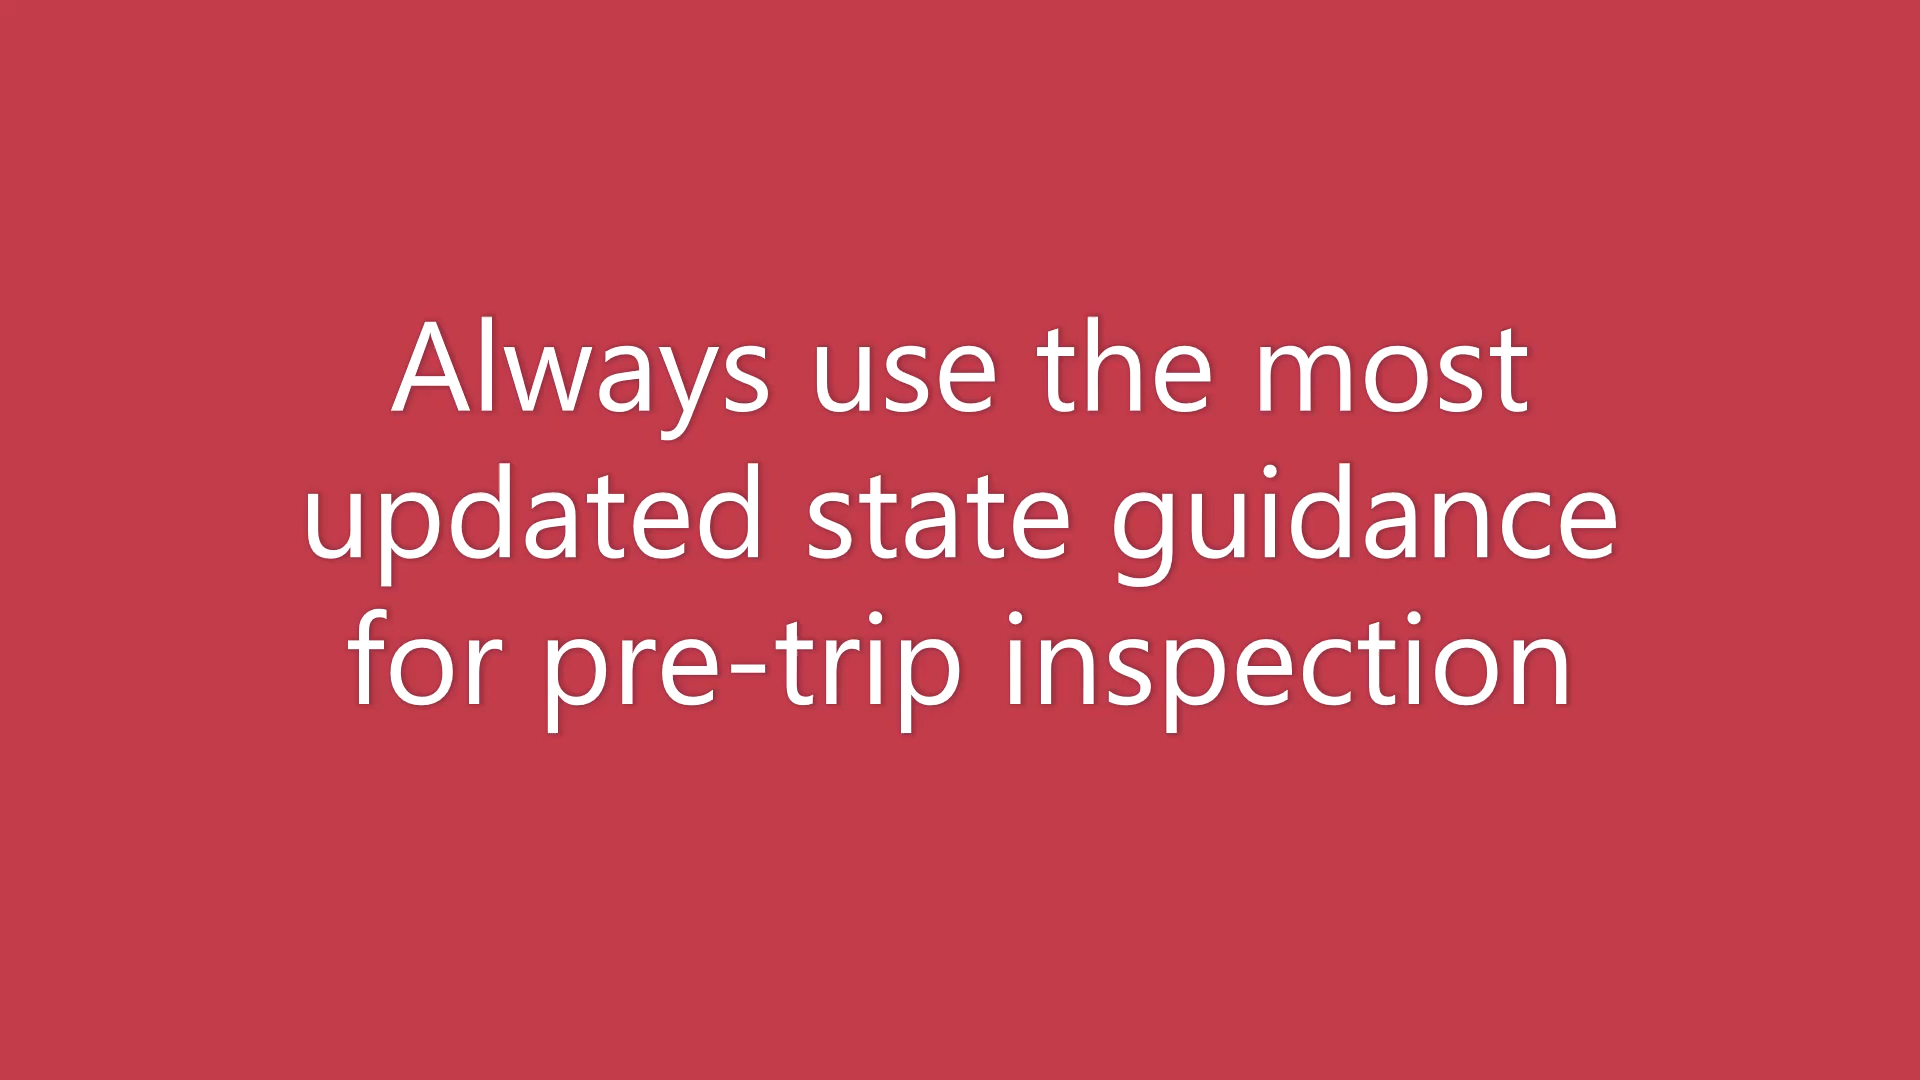 Always use the most
updated state guidance
for pre-trip inspection